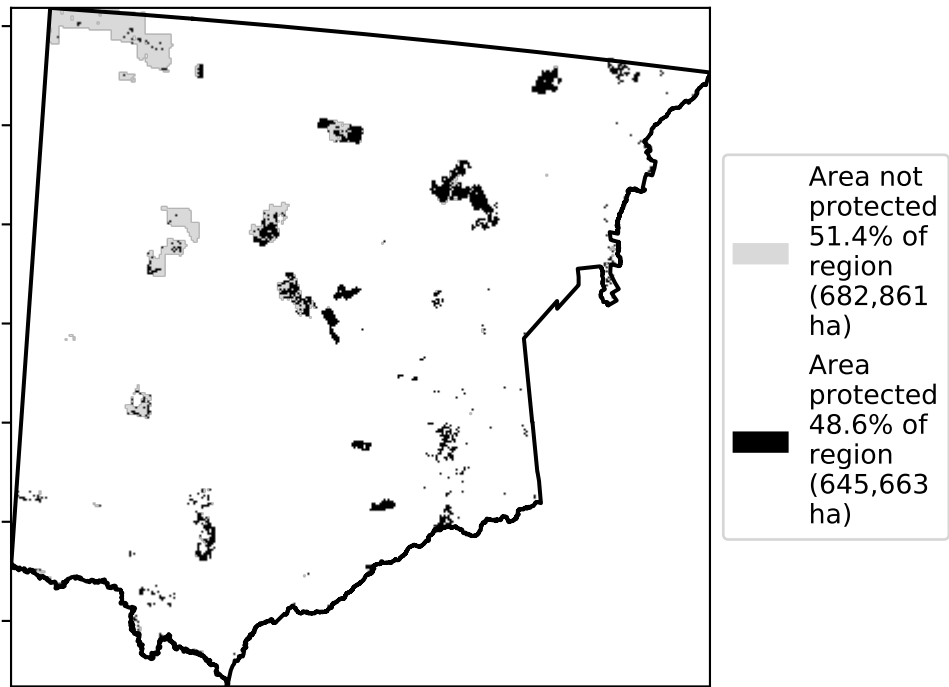 Area not
protected
51.4% of
region
(682,861
ha)
Area
protected
48.6% of
region
(645,663
ha)